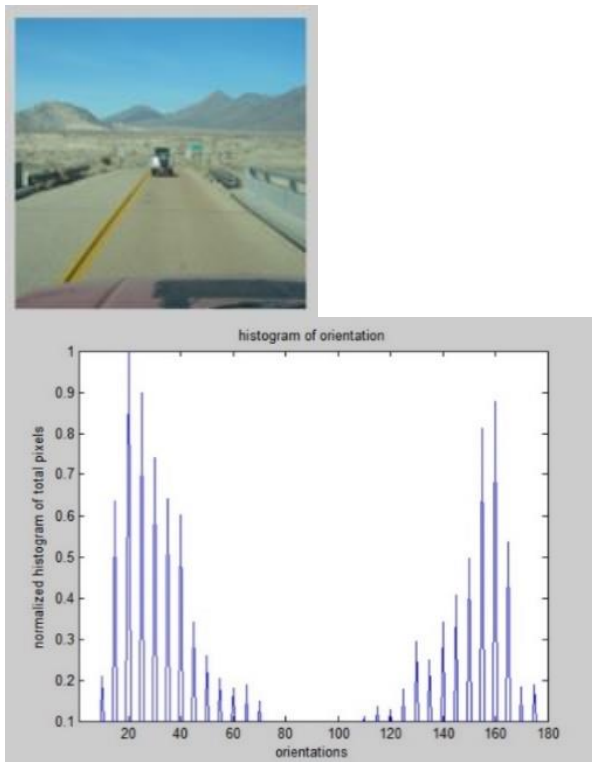 histogram of orientation
1
0.9
0.8
0.7
0.6
0.5
0.4
0.3
0.2
0.1
normalized histogram of total pixels
20 40 60 80 100 120 140 160 180
orientations